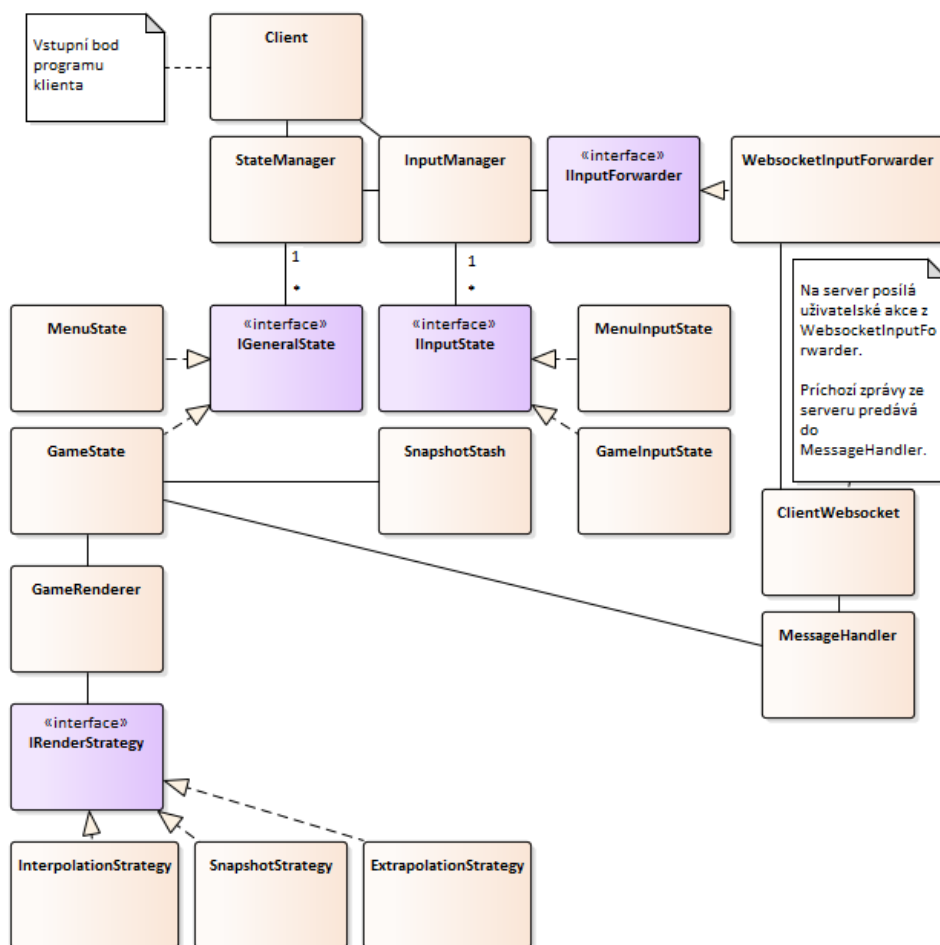 Vstupní bod
programu
klienta
Client
StateManager
InputManager
«interface»
IInputForwarder
WebsocketInputForwarder
1
*
1
*
Na server posílá
uživatelské akce z
WebsocketInputFo
rwarder.
Príchozí zprávy ze
serveru predává
do
MessageHandler.
MenuState
«interface»
IGeneralState
«interface»
IInputState
MenuInputState
GameState
SnapshotStash
GameInputState
ClientWebsocket
GameRenderer
MessageHandler
«interface»
IRenderStrategy
InterpolationStrategy
SnapshotStrategy
ExtrapolationStrategy